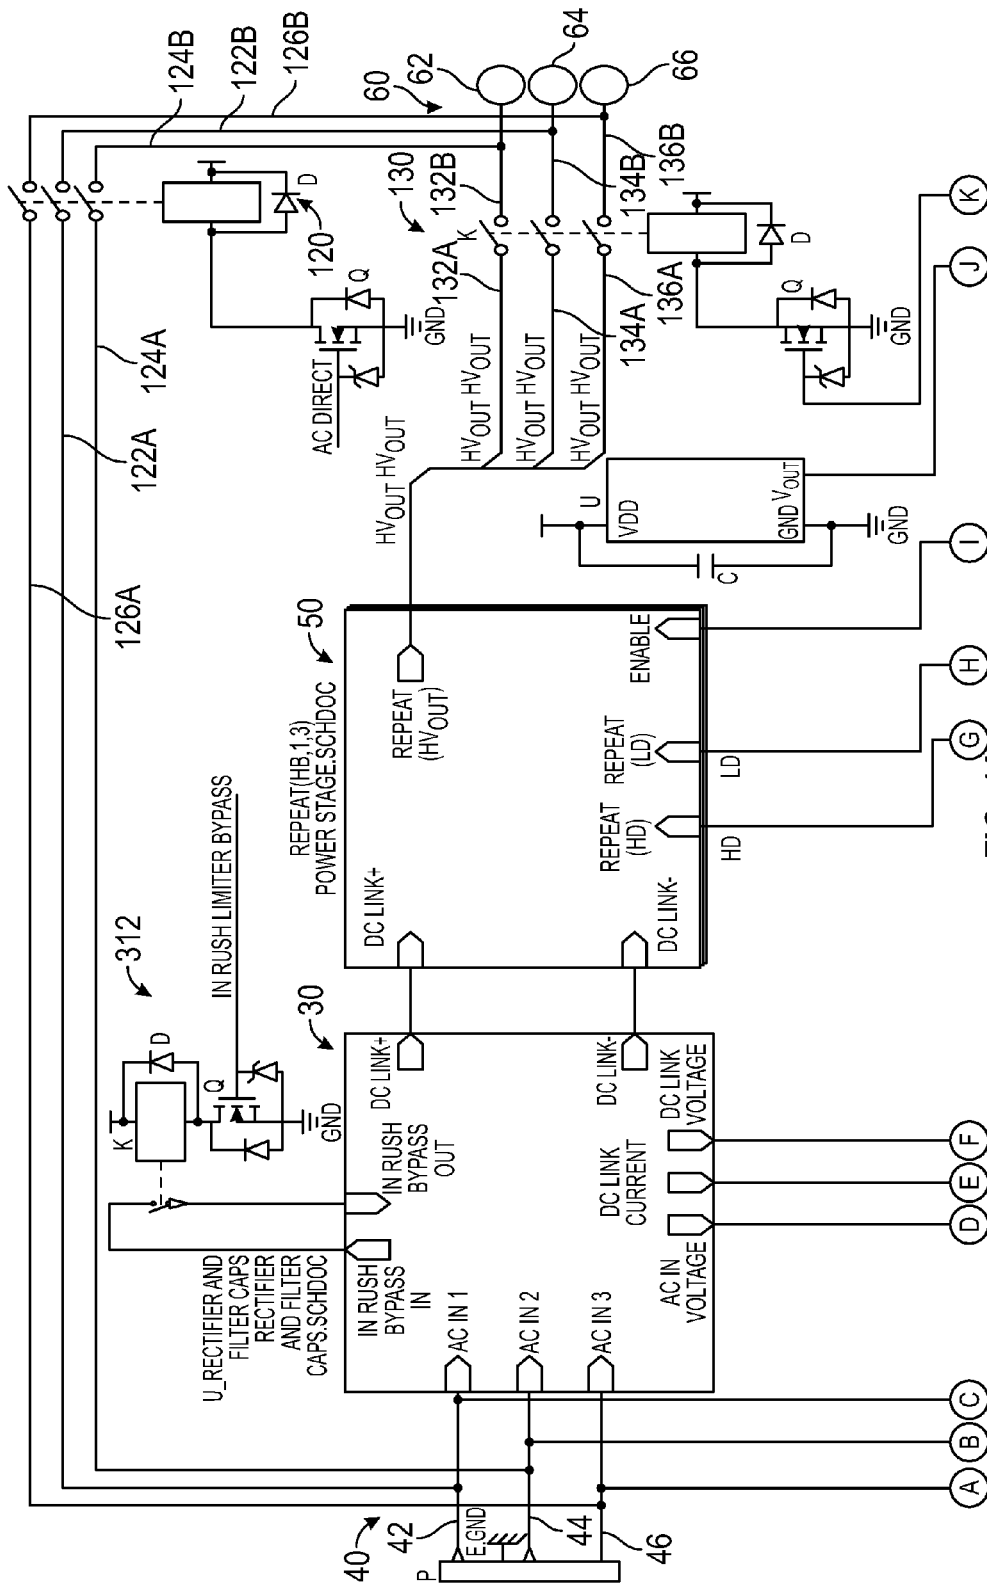 126A
122A
124A
124B
122B
126B
60
62
64
66
D
120
Q
AC DIRECT
GND
130
K
132A
132B
134A
134B
136A
136B
D
Q
GND
HVOUT HVOUT
HVOUT HVOUT
HVOUT HVOUT
HVOUT HVOUT
U
VDD
GND VOUT
C
GND
50
REPEAT(HB,1,3)
POWER STAGE.SCHDOC
DC LINK+
REPEAT
(HVOUT)
DC LINK-
REPEAT
(HD)
REPEAT
(LD)
ENABLE
HD
LD
312
IN RUSH LIMITER BYPASS
K
D
Q
GND
30
U_RECTIFIER AND
FILTER CAPS
RECTIFIER
AND FILTER
CAPS.SCHDOC
IN RUSH
BYPASS
IN
IN RUSH
BYPASS
OUT
DC LINK+
DC LINK-
AC IN 1
AC IN 2
AC IN 3
AC IN
VOLTAGE
DC LINK
CURRENT
DC LINK
VOLTAGE
40
42
E.GND
44
46
P
A
B
C
D
E
F
G
H
I
J
K